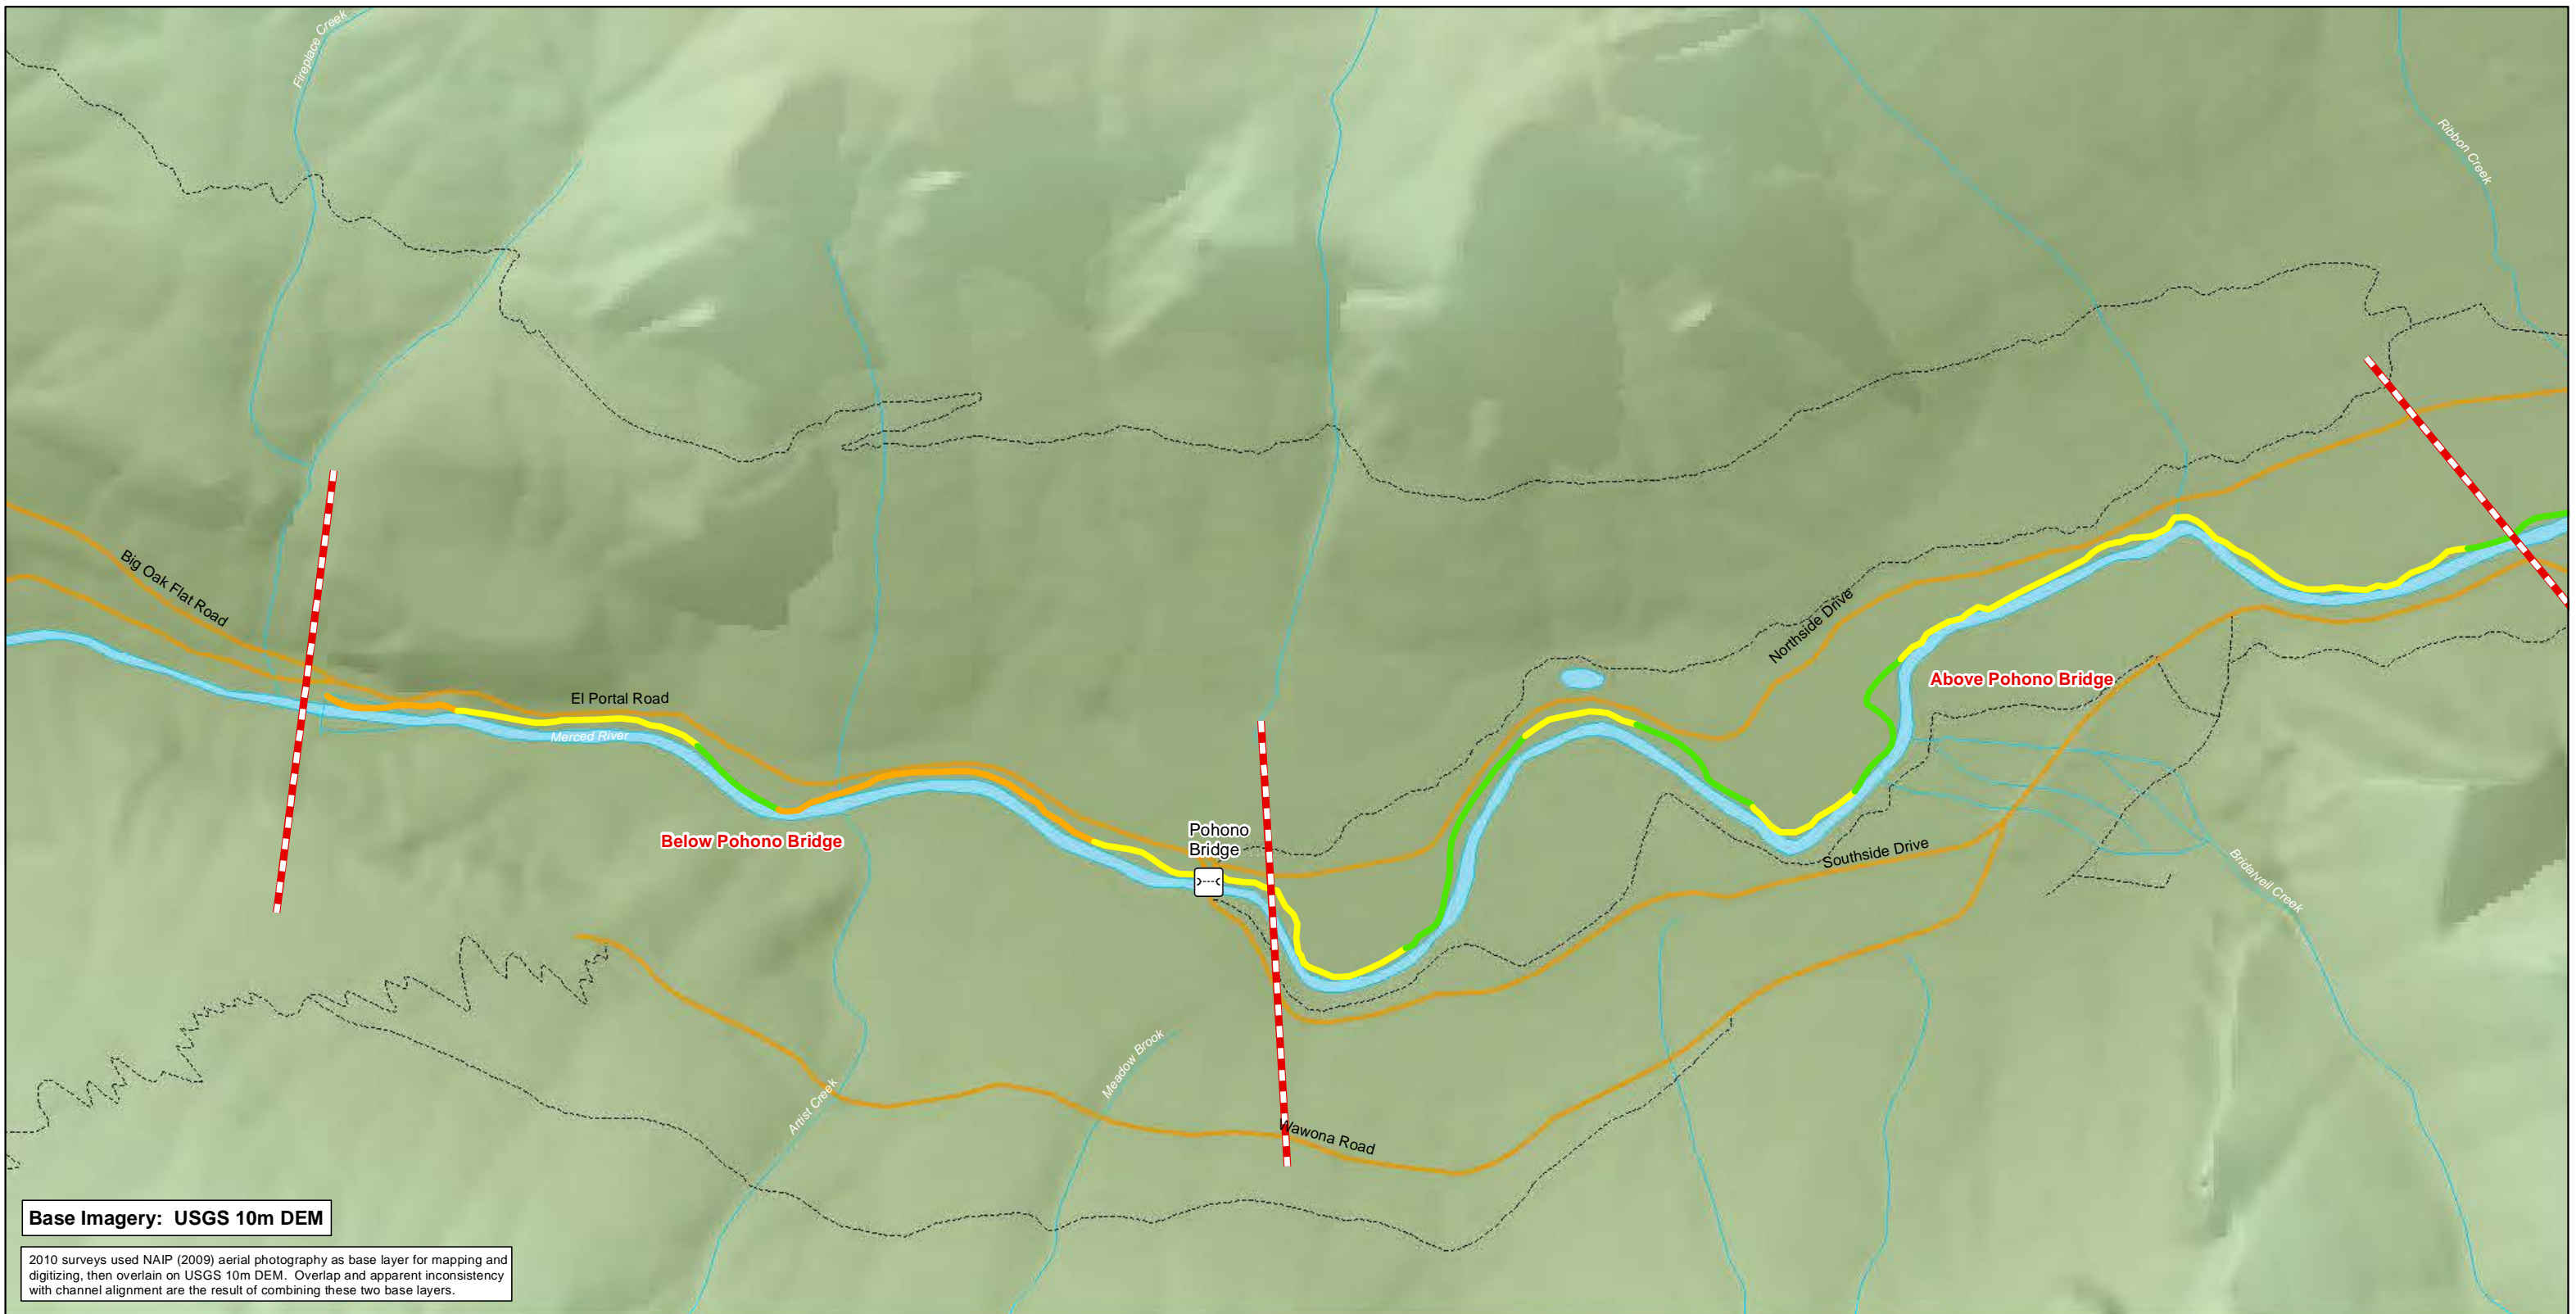 Fireplace Creek
Ribbon Creek
Big Oak Flat Road
El Portal Road
Merced River
Northside Drive
Above Pohono Bridge
Below Pohono Bridge
Pohono
Bridge
Southside Drive
Bridalveil Creek
Meadow Brook
Artist Creek
Wawona Road
Base Imagery: USGS 10m DEM
2010 surveys used NAIP (2009) aerial photography as base layer for mapping and
digitizing, then overlain on USGS 10m DEM. Overlap and apparent inconsistency
with channel alignment are the result of combining these two base layers.